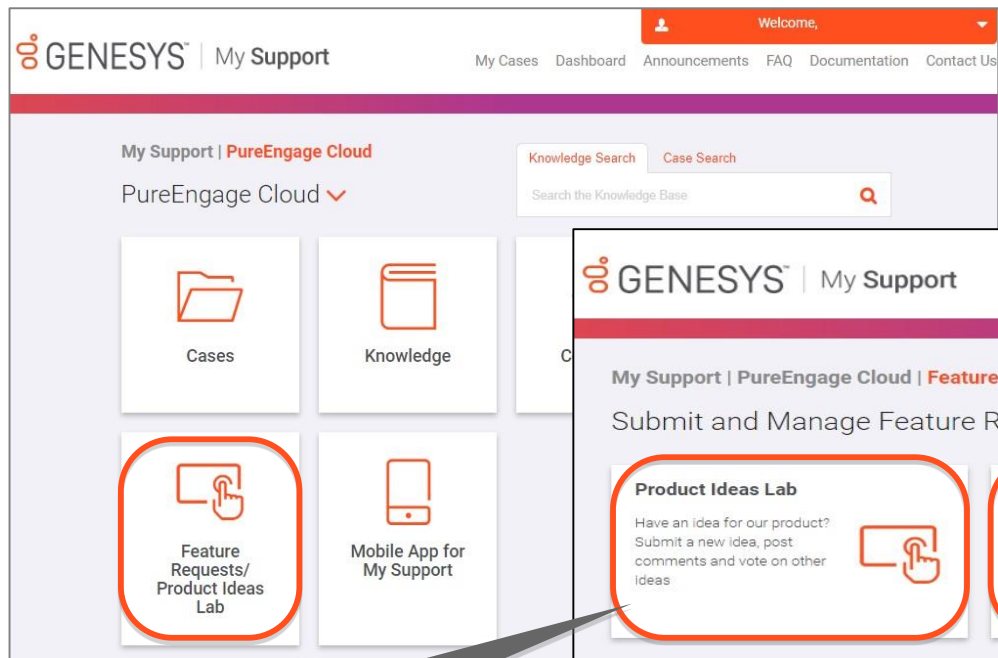 Welcome,
GENESYS™ | My Support
My Cases Dashboard Announcements FAQ Documentation Contact Us
My Support | PureEngage Cloud
PureEngage Cloud
Knowledge Search Case Search
Search the Knowledge Base
Cases
Knowledge
C
Feature
Requests/
Product Ideas
Lab
Mobile App for
My Support
GENESYS™ | My Support
My Support | PureEngage Cloud | Feature
Submit and Manage Feature R
Product Ideas Lab
Have an idea for our product?
Submit a new idea, post
comments and vote on other
Ideas